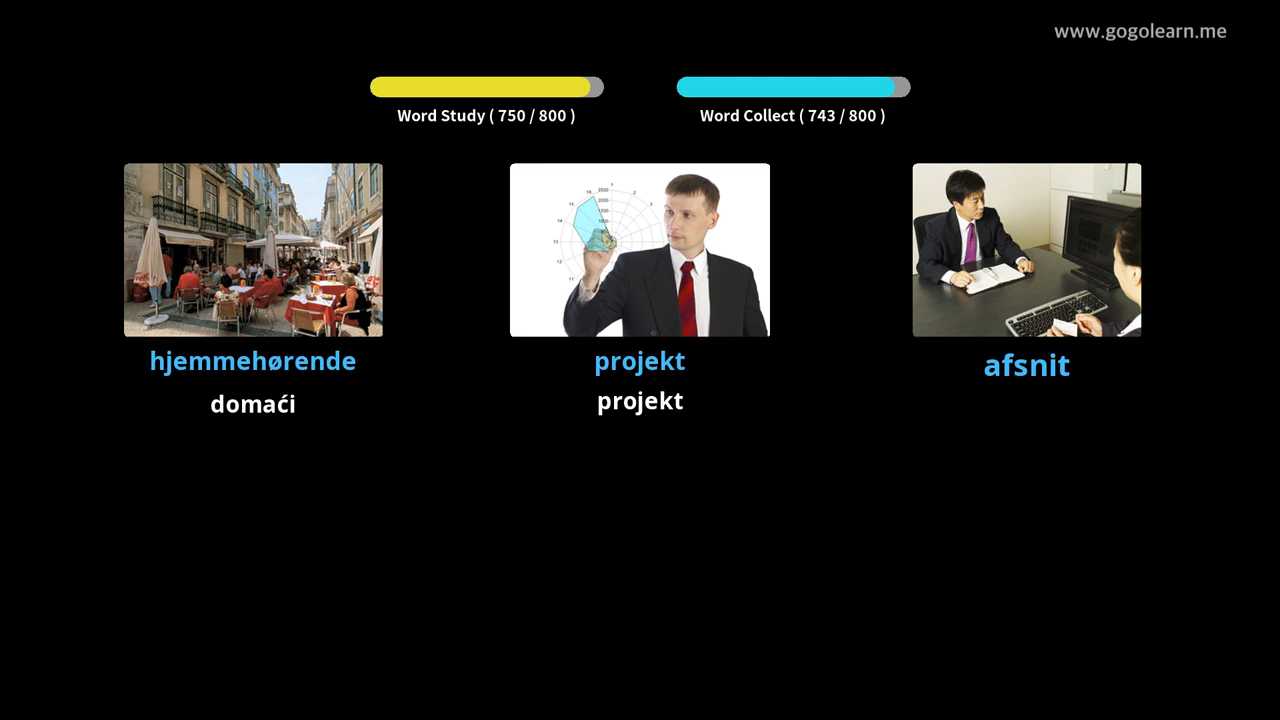 www.gogolearn.me
Word Study ( 750 / 800 )
Word Collect ( 743 / 800 )
hjemmehørende
projekt
afsnit
domaći
projekt